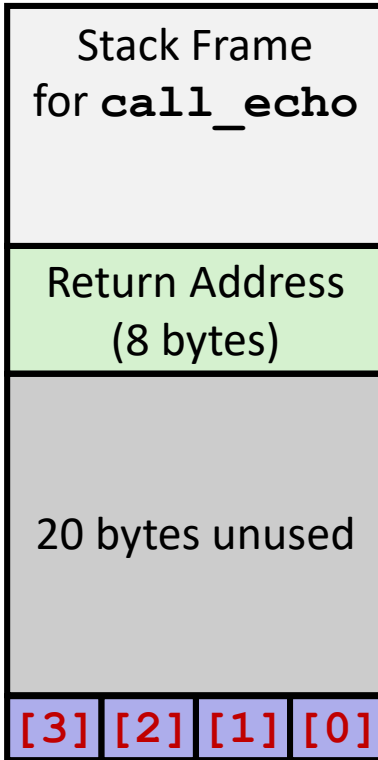 Stack Frame
for call_echo
Return Address
(8 bytes)
20 bytes unused
[3] [2] [1] [0]